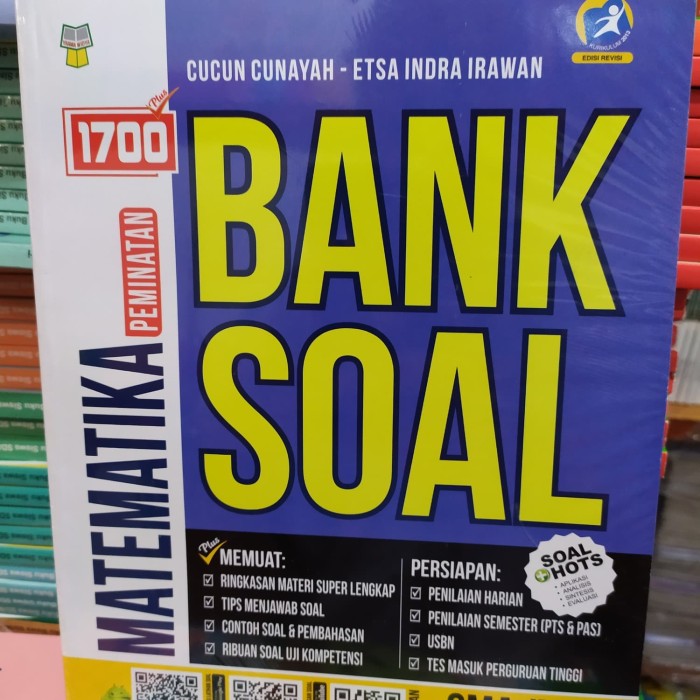 CUCUN CUNAYAH - ETSA INDRA IRAWAN
KURIKULUM 2013
EDISI REVISI
Plus
1700
BANK
SOAL
MATEMATIKA
PEMINATAN
Plus
MEMUAT:
RINGKASAN MATERI SUPER LENGKAP
TIPS MENJAWAB SOAL
CONTOH SOAL & PEMBAHASAN
RIBUAN SOAL UJI KOMPETENSI
PERSIAPAN:
PENILAIAN HARIAN
PENILAIAN SEMESTER (PTS & PAS)
USBN
TES MASUK PERGURUAN TINGGI
SOAL
+HOTS
• APLIKASI
• ANALISIS
• SINTESIS
• EVALUASI